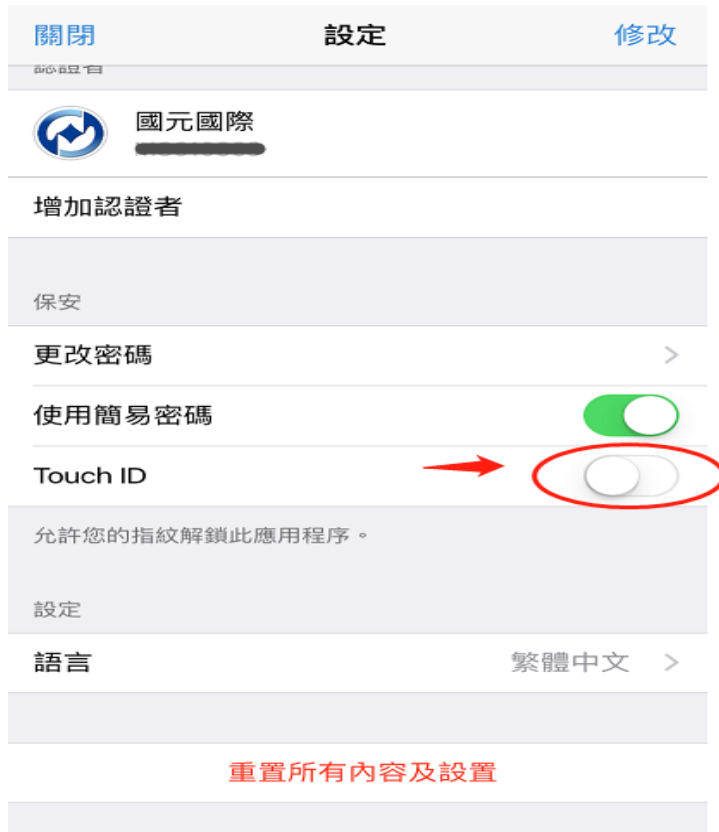 關閉
設定
修改
認證者
國元國際
增加認證者
保安
更改密碼
使用簡易密碼
Touch ID
允許您的指紋解鎖此應用程序。
設定
語言
繁體中文
重置所有內容及設置